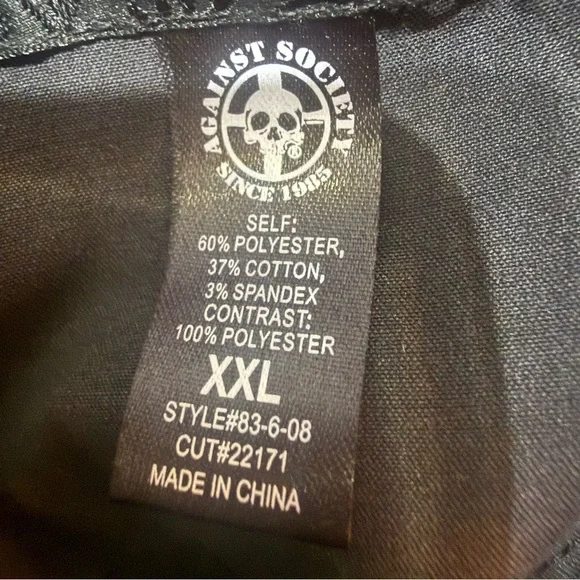 AGAINST SOCIETY
SINCE 1985
SELF:
60% POLYESTER,
37% COTTON,
3% SPANDEX
CONTRAST:
100% POLYESTER
XXL
STYLE#83-6-08
CUT#22171
MADE IN CHINA